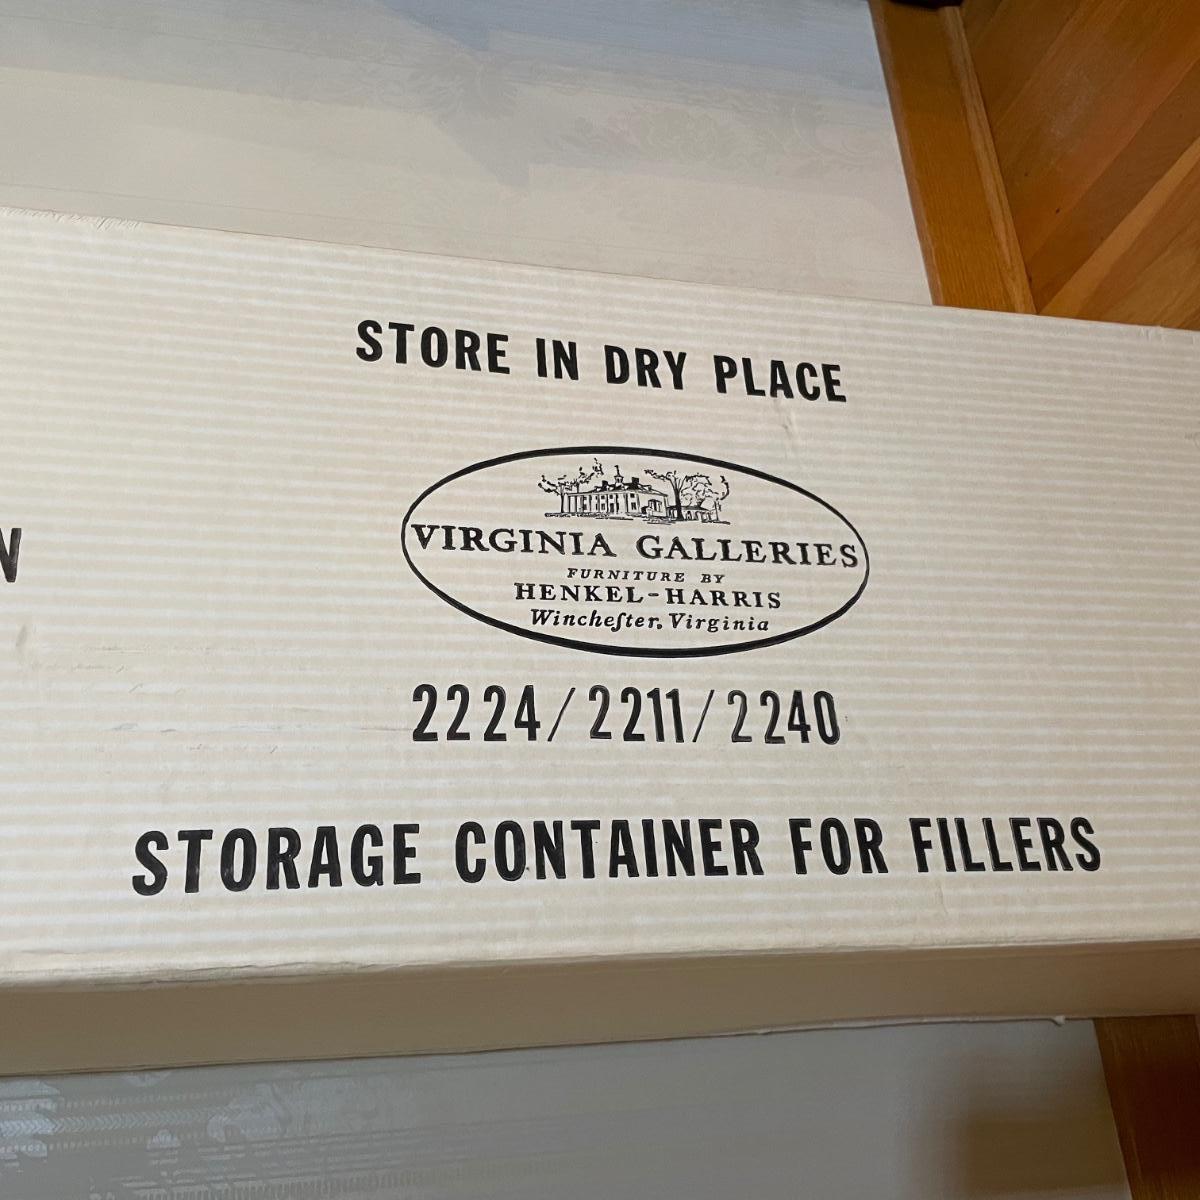 STORE IN DRY PLACE
VIRGINIA GALLERIES
FURNITURE BY
HENKEL-HARRIS
Wincheſter, Virginia
2224/2211/2240
STORAGE CONTAINER FOR FILLERS